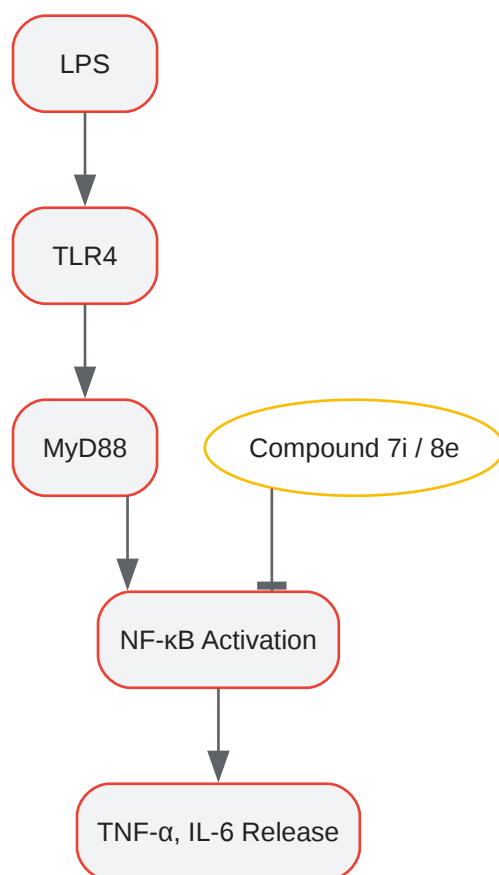 LPS
TLR4
MyD88
Compound 7i / 8e
NF-κB Activation
TNF-α, IL-6 Release